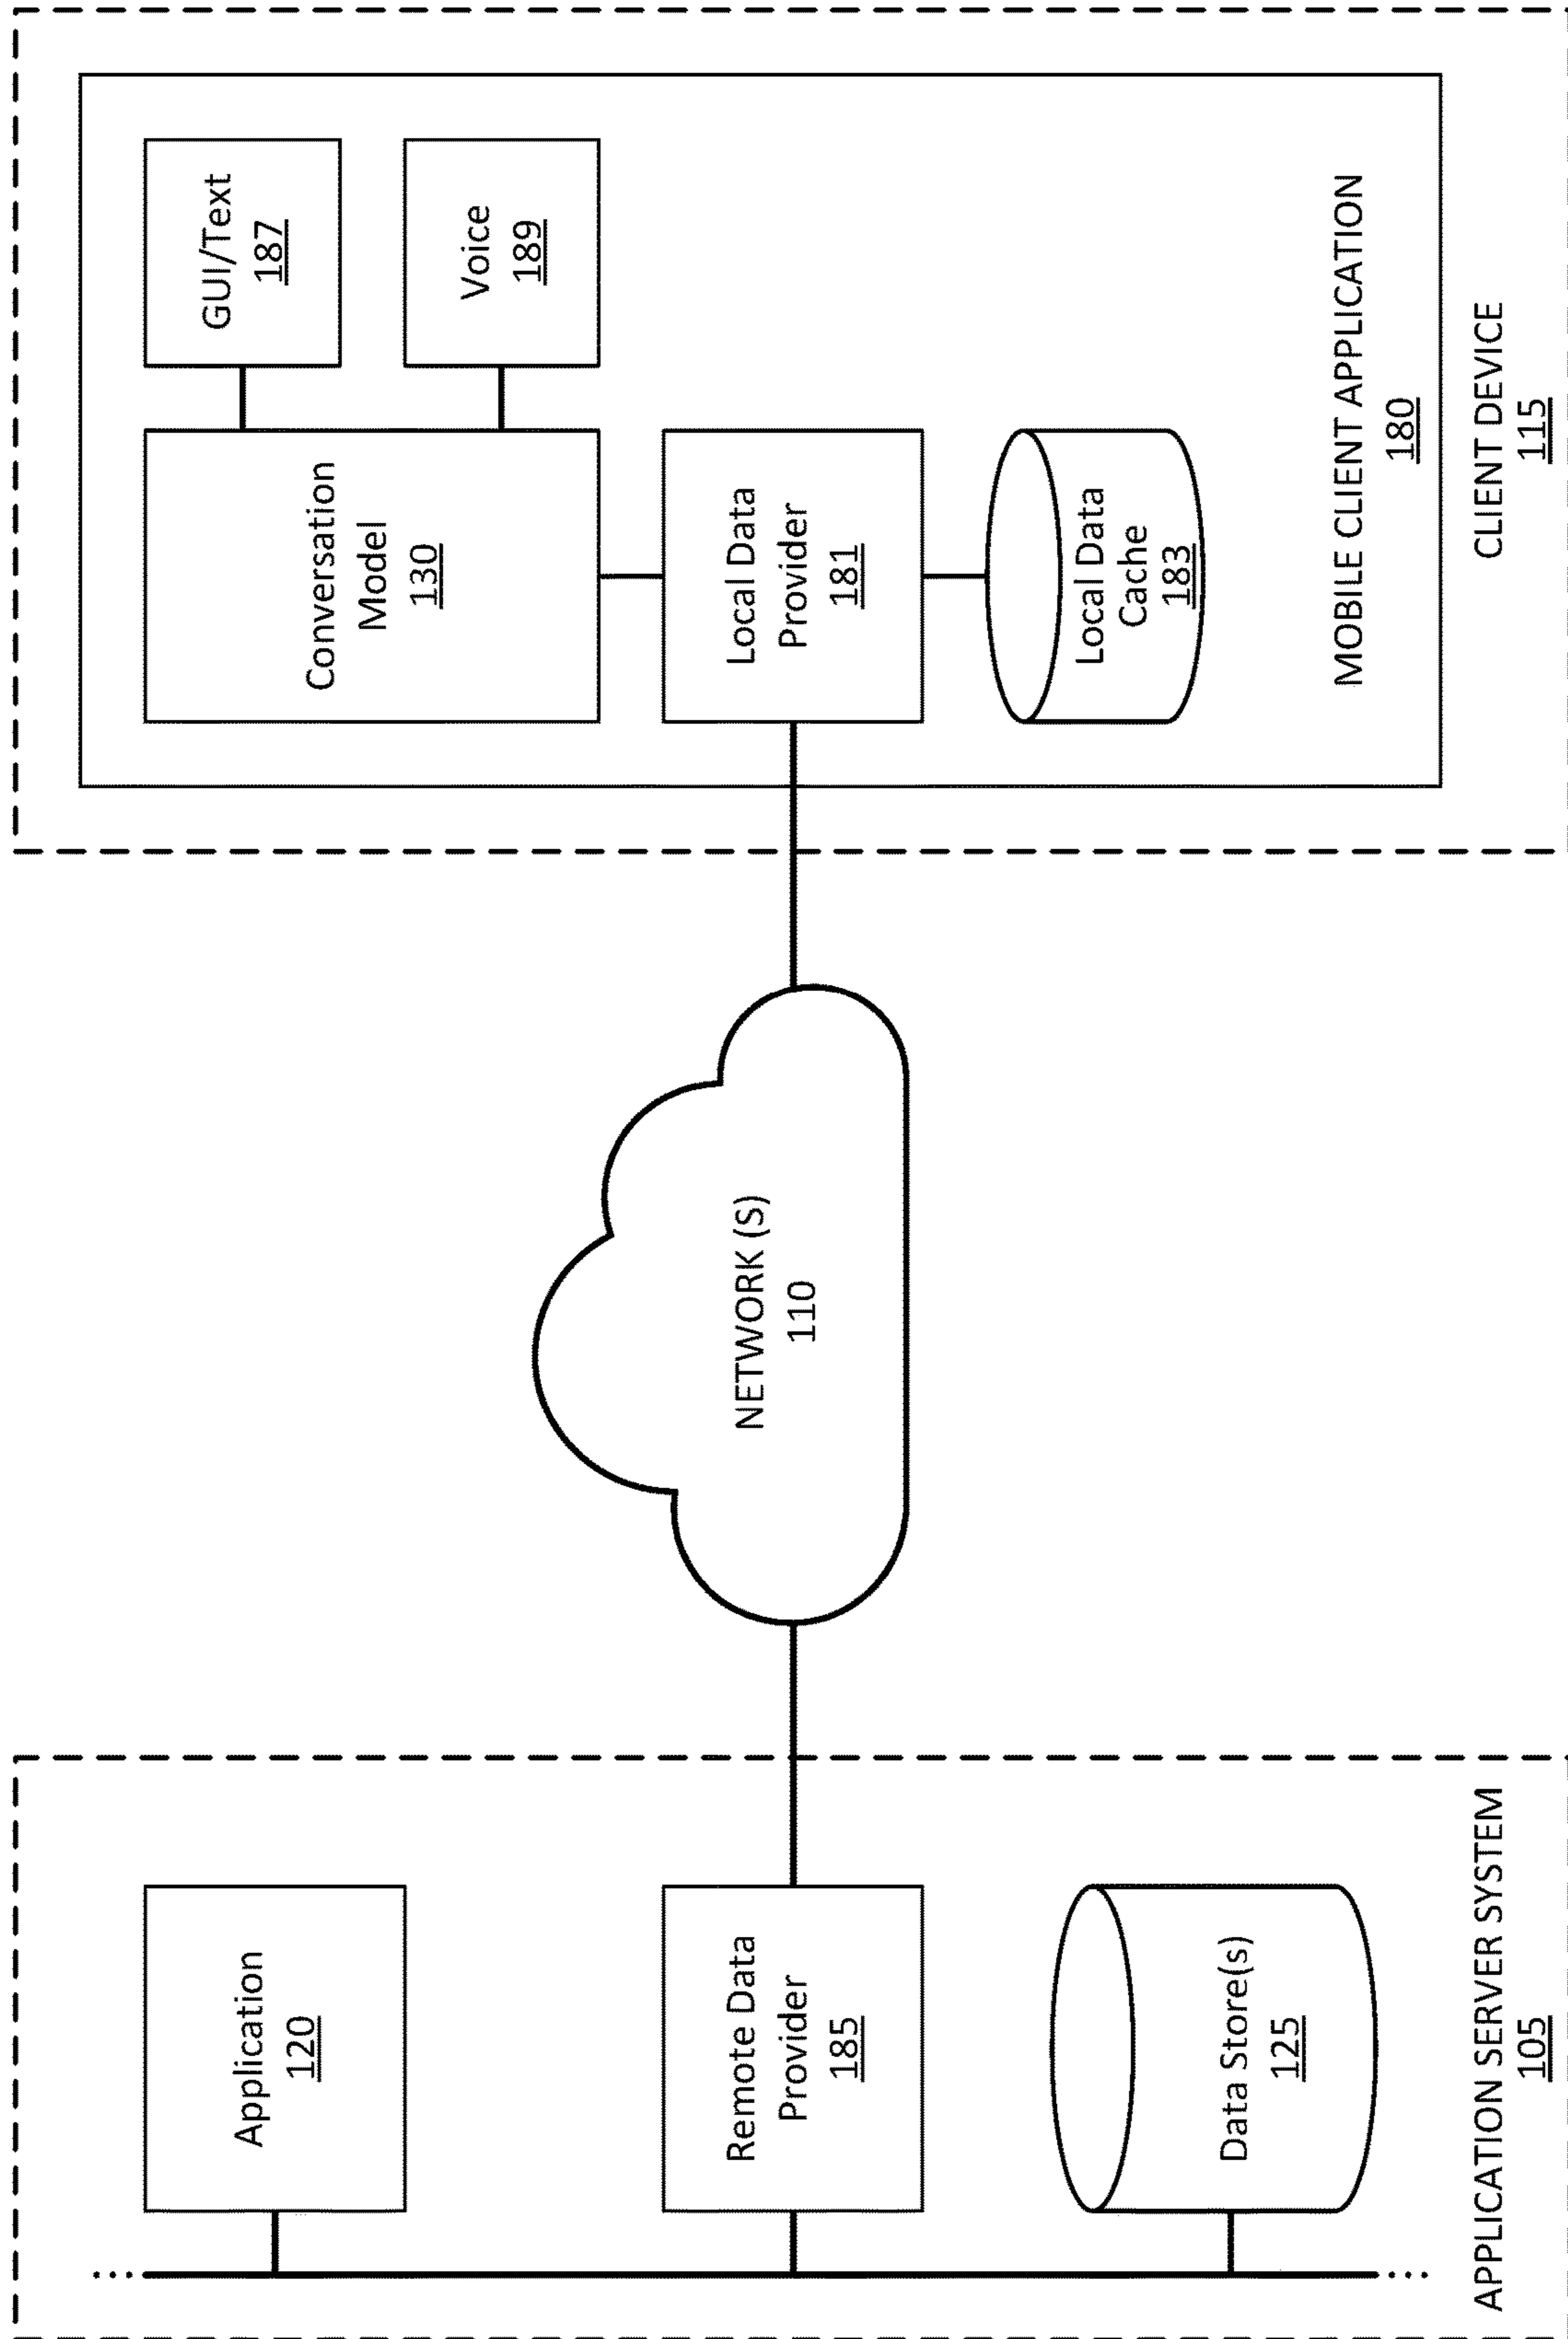 Application
120
Remote Data
Provider
185
Data Store(s)
125
APPLICATION SERVER SYSTEM
105
NETWORK (S)
110
Conversation
Model
130
GUI/Text
187
Voice
189
Local Data
Provider
181
Local Data
Cache
183
MOBILE CLIENT APPLICATION
180
CLIENT DEVICE
115